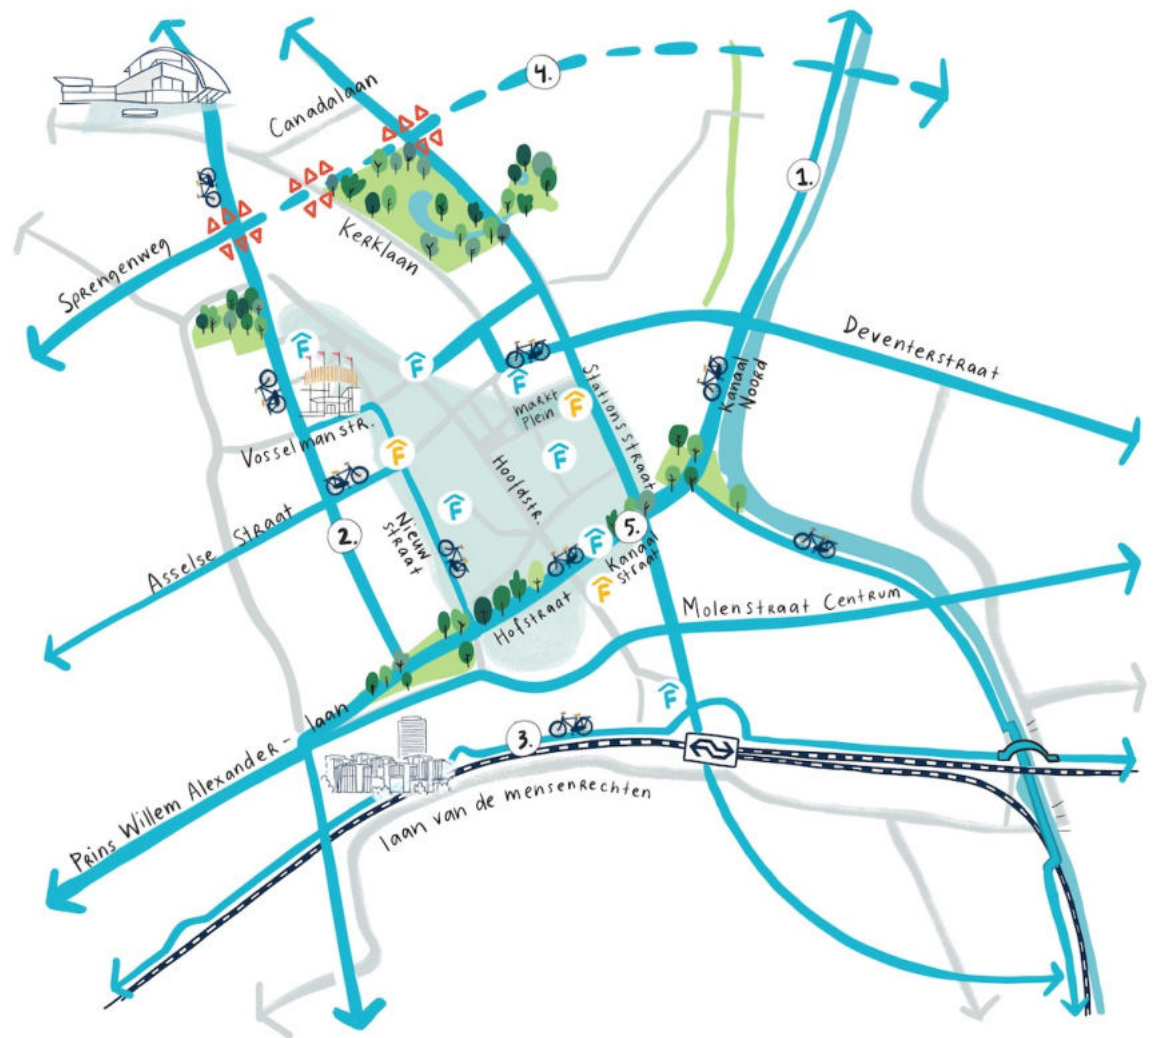 Canadalaan
4.
1.
Sprengenweg
Kerklaan
Deventerstraat
Kanaal
Noord
F
F
F
markt
Plein
F
Stationsstraat
Vosselmanstr.
F
Hoofdstr.
F
Asselse Straat
2.
Nieuw
Straat
F
5.
F
Kanaal
straat
F
Hofstraat
Molenstraat Centrum
F
Prins Willem Alexander-laan
3.
laan van de mensenrechten